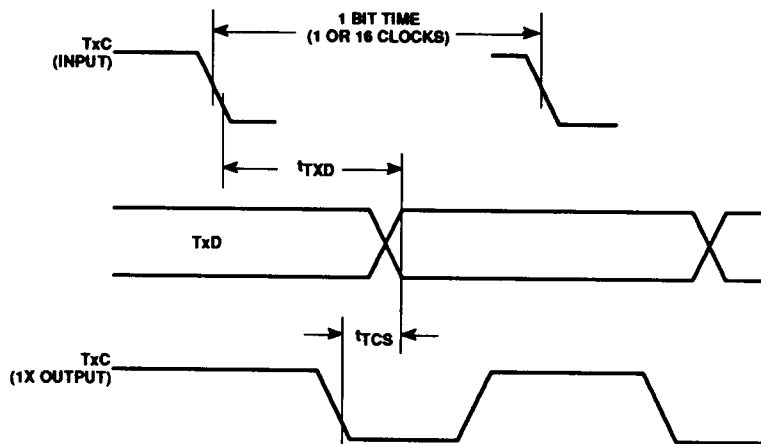 1 BIT TIME
(1 OR 16 CLOCKS)
TxC
(INPUT)
tTXD
TxD
tTCS
TxC
(1X OUTPUT)